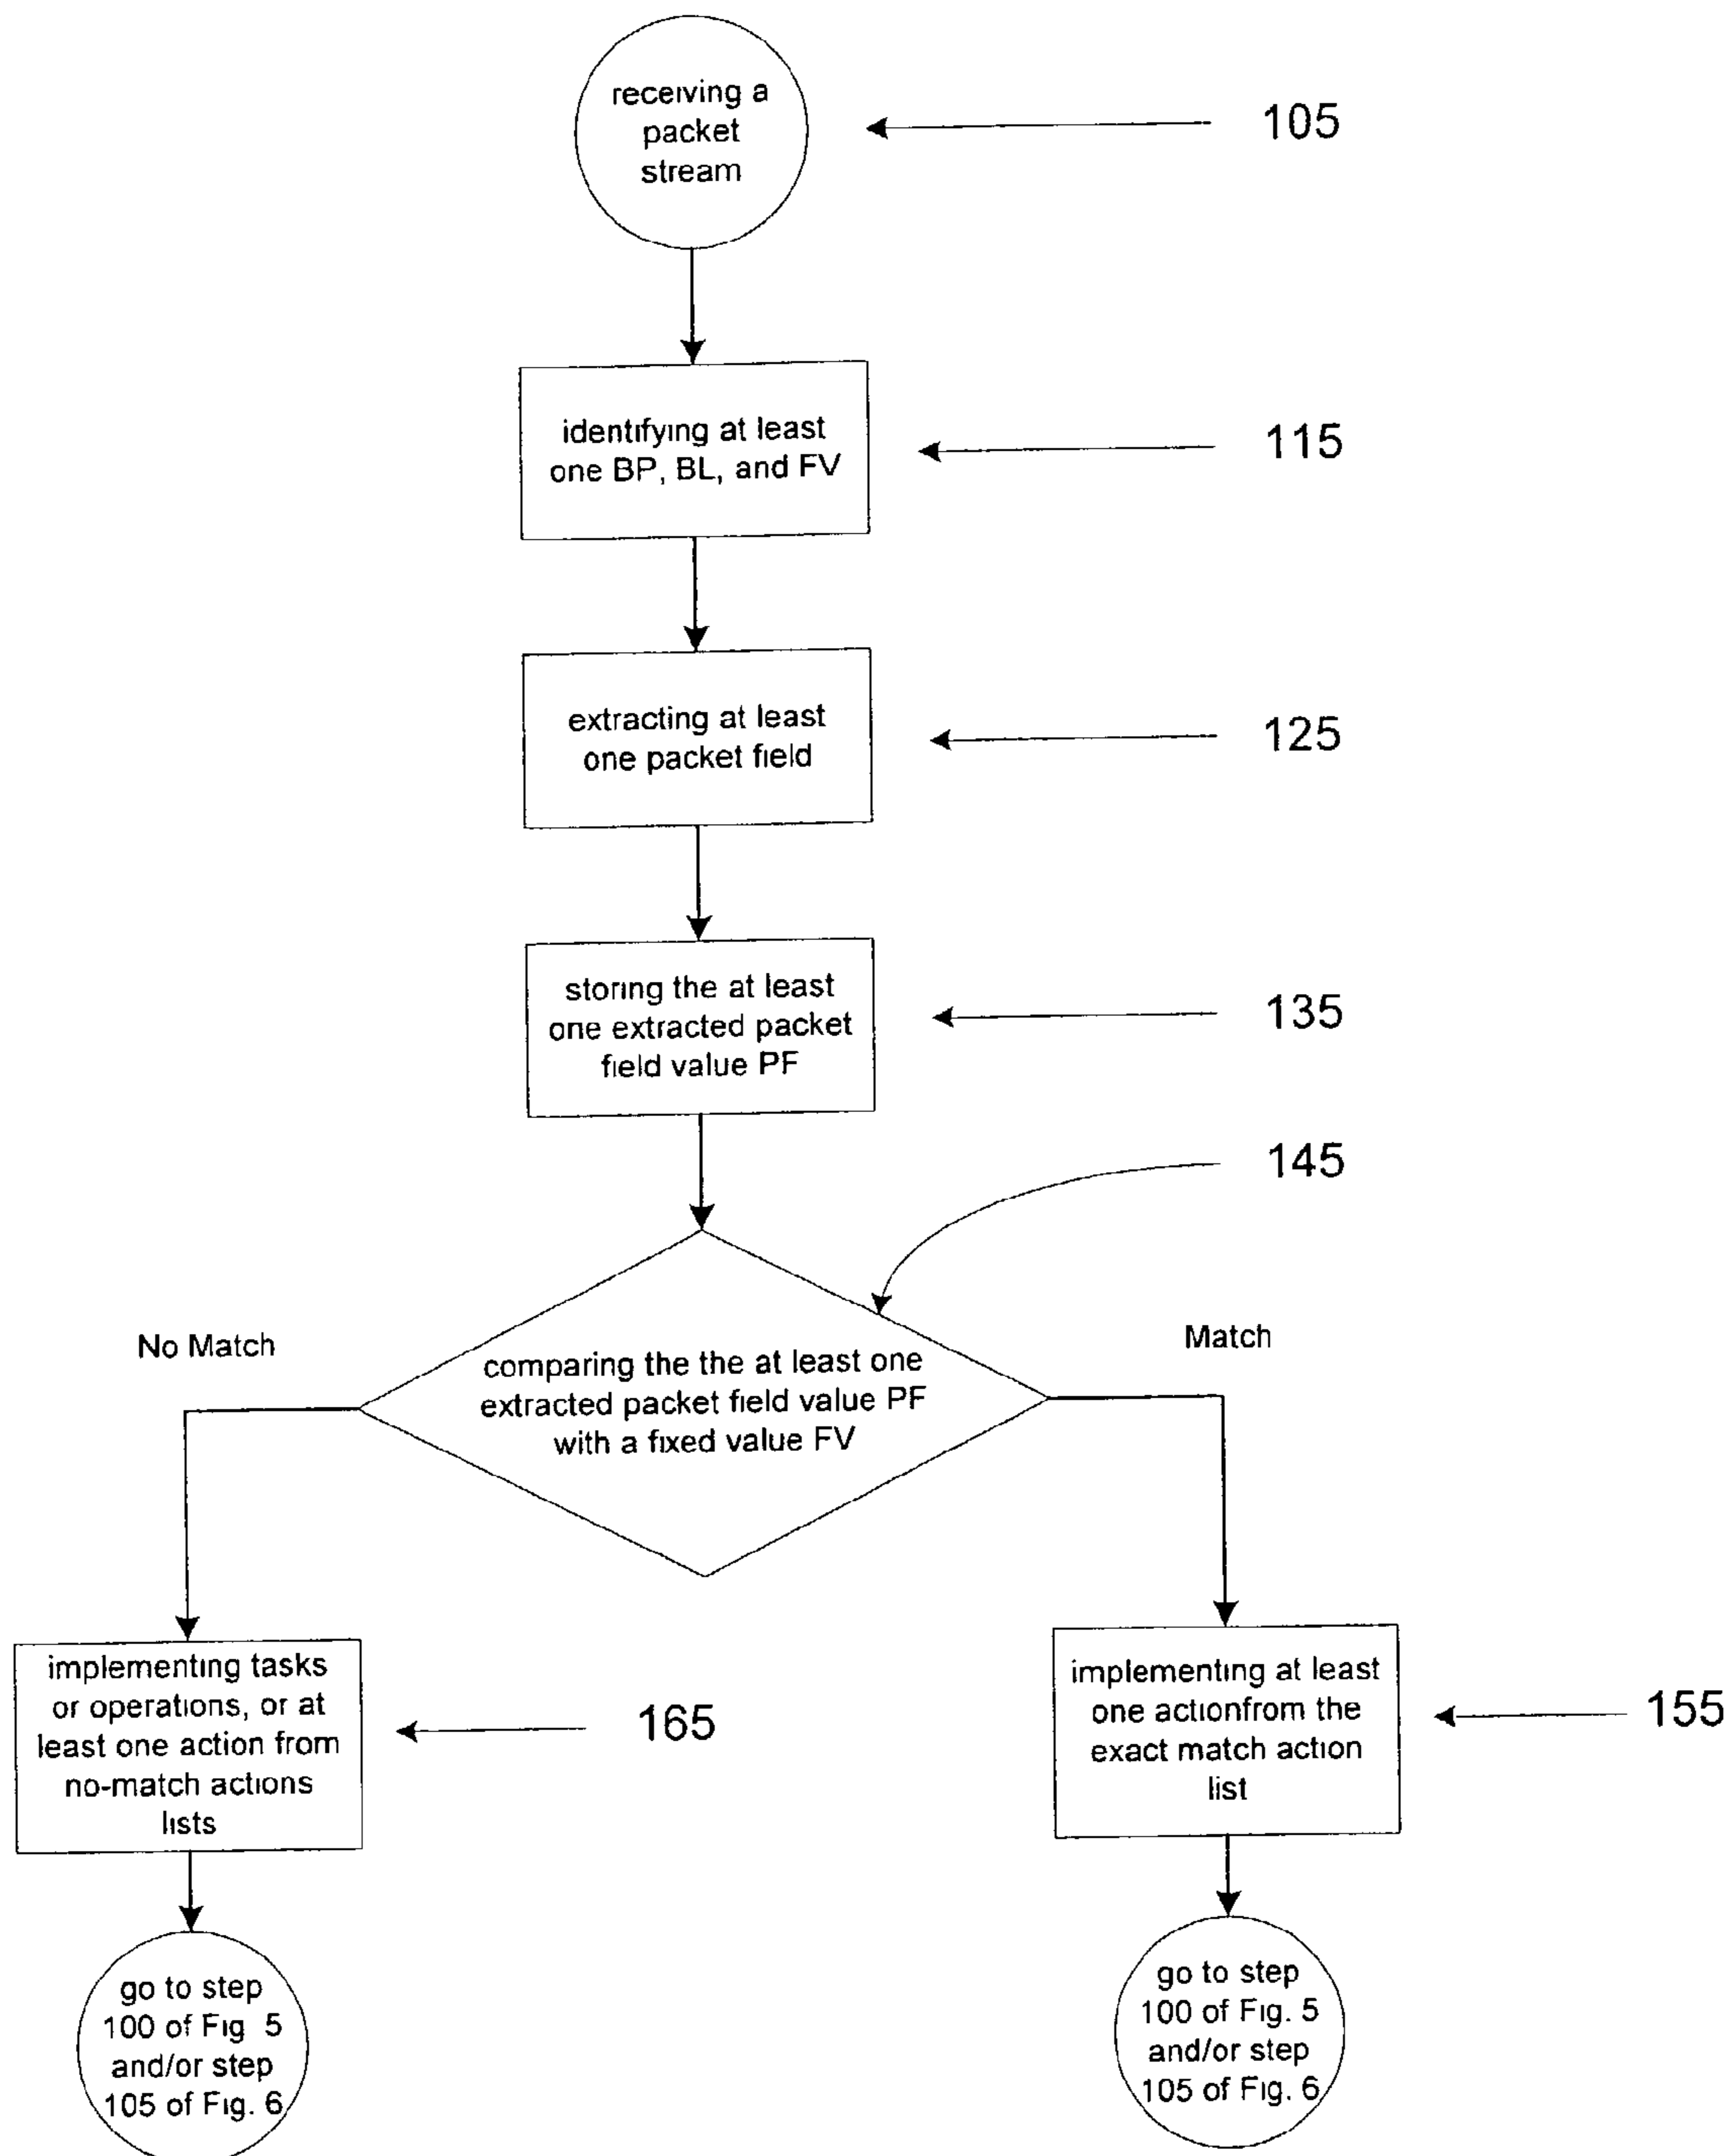 receiving a
packet
stream
105
identifying at least
one BP, BL, and FV
115
extracting at least
one packet field
125
storing the at least
one extracted packet
field value PF
135
145
No Match
Match
comparing the the at least one
extracted packet field value PF
with a fixed value FV
implementing tasks
or operations, or at
least one action from
no-match actions
lists
165
implementing at least
one actionfrom the
exact match action
list
155
go to step
100 of Fig 5
and/or step
105 of Fig. 6
go to step
100 of Fig. 5
and/or step
105 of Fig. 6